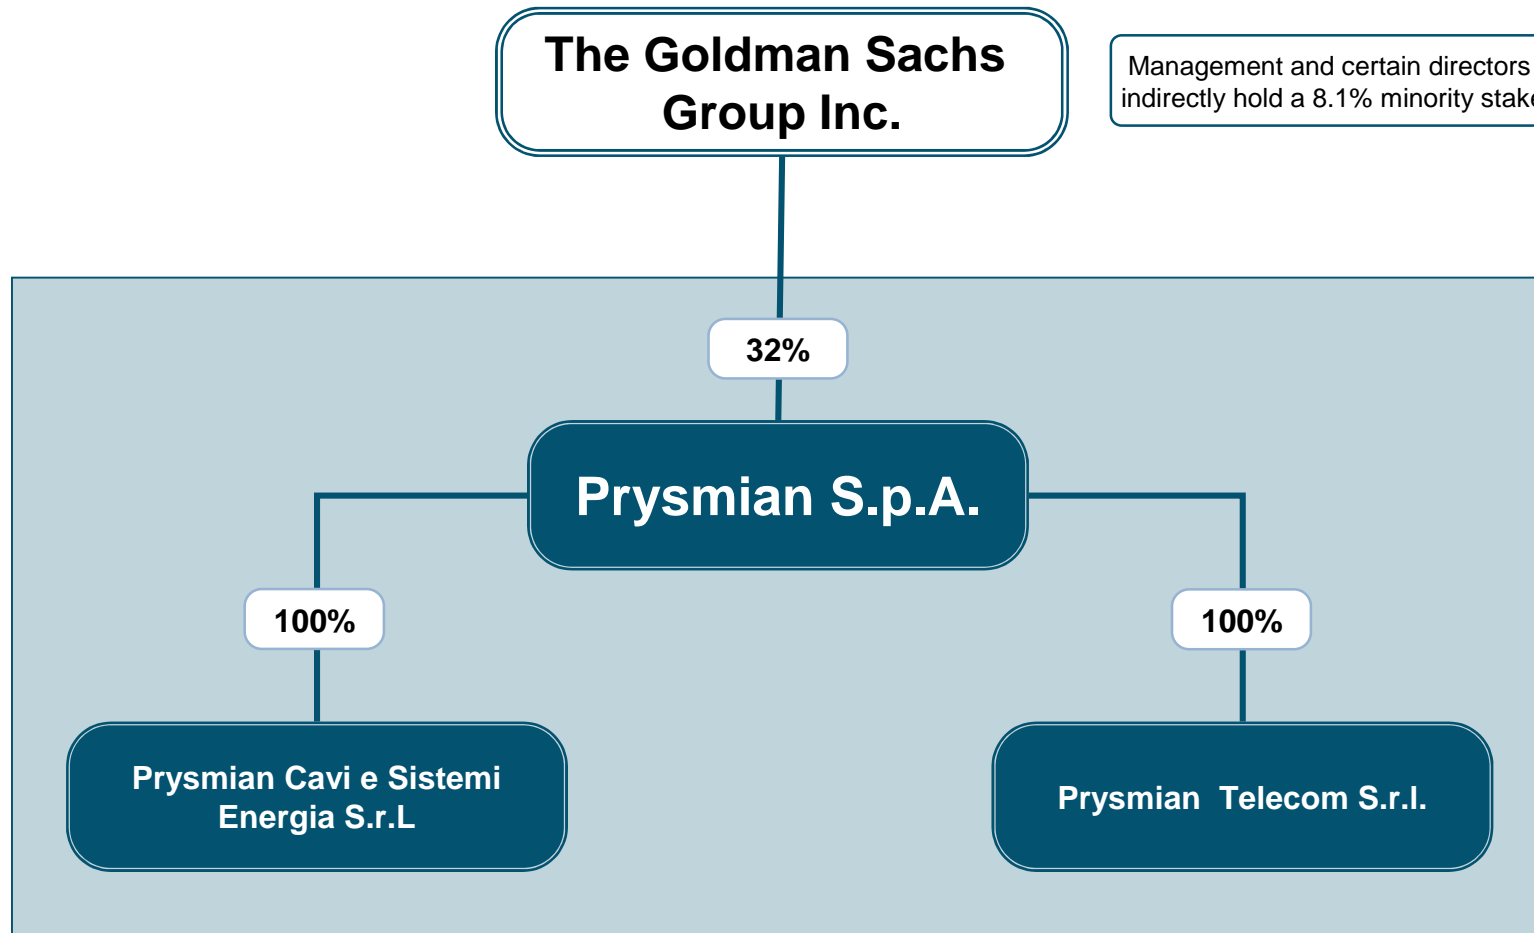 The Goldman Sachs
Group Inc.
Management and certain directors
indirectly hold a 8.1% minority stake
32%
Prysmian S.p.A.
100%
100%
Prysmian Cavi e Sistemi
Energia S.r.L
Prysmian Telecom S.r.l.